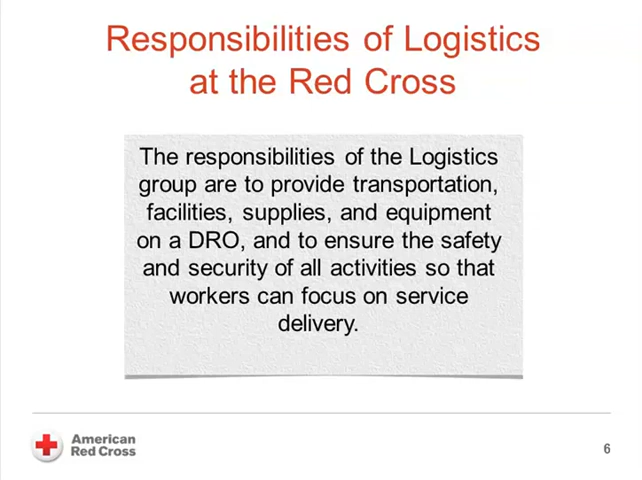 Responsibilities of Logistics
at the Red Cross
The responsibilities of the Logistics
group are to provide transportation,
facilities, supplies, and equipment
on a DRO, and to ensure the safety
and security of all activities so that
workers can focus on service
delivery.
American
Red Cross
6